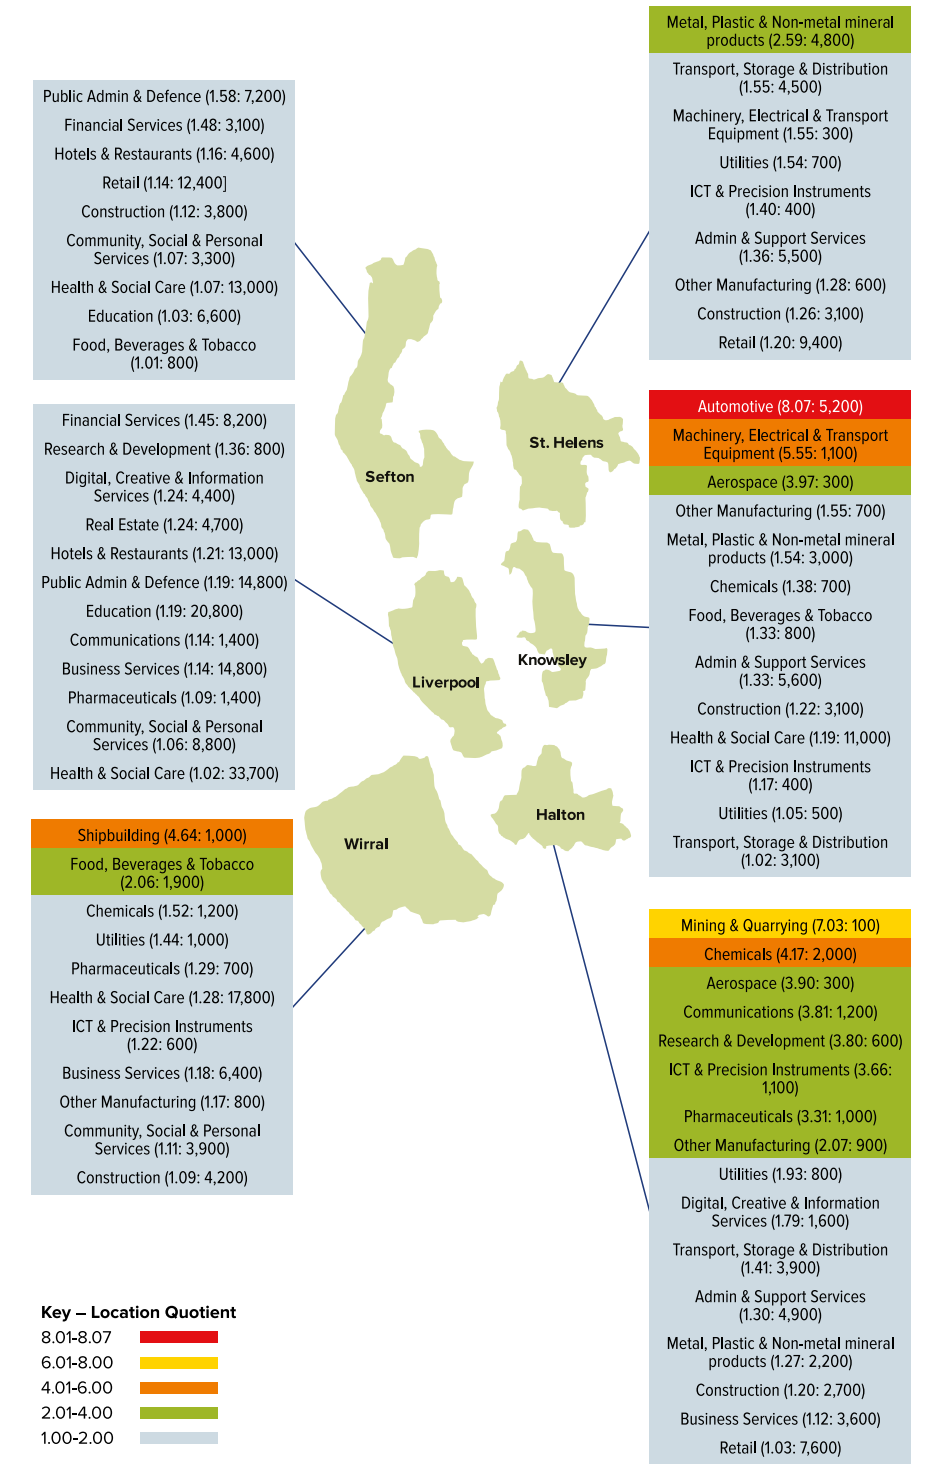 Public Admin & Defence (1.58: 7,200)
Financial Services (1.48: 3,100)
Hotels & Restaurants (1.16: 4,600)
Retail (1.14: 12,400]
Construction (1.12: 3,800)
Community, Social & Personal
Services (1.07: 3,300)
Health & Social Care (1.07: 13,000)
Education (1.03: 6,600)
Food, Beverages & Tobacco
(1.01: 800)
Financial Services (1.45: 8,200)
Research & Development (1.36: 800)
Digital, Creative & Information
Services (1.24: 4,400)
Real Estate (1.24: 4,700)
Hotels & Restaurants (1.21: 13,000)
Public Admin & Defence (1.19: 14,800)
Education (1.19: 20,800)
Communications (1.14: 1,400)
Business Services (1.14: 14,800)
Pharmaceuticals (1.09: 1,400)
Community, Social & Personal
Services (1.06: 8,800)
Health & Social Care (1.02: 33,700)
Shipbuilding (4.64: 1,000)
Food, Beverages & Tobacco
(2.06: 1,900)
Chemicals (1.52: 1,200)
Utilities (1.44: 1,000)
Pharmaceuticals (1.29: 700)
Health & Social Care (1.28: 17,800)
ICT & Precision Instruments
(1.22: 600)
Business Services (1.18: 6,400)
Other Manufacturing (1.17: 800)
Community, Social & Personal
Services (1.11: 3,900)
Construction (1.09: 4,200)
Sefton
St. Helens
Knowsley
Liverpool
Halton
Wirral
Metal, Plastic & Non-metal mineral
products (2.59: 4,800)
Transport, Storage & Distribution
(1.55: 4,500)
Machinery, Electrical & Transport
Equipment (1.55: 300)
Utilities (1.54: 700)
ICT & Precision Instruments
(1.40: 400)
Admin & Support Services
(1.36: 5,500)
Other Manufacturing (1.28: 600)
Construction (1.26: 3,100)
Retail (1.20: 9,400)
Automotive (8.07: 5,200)
Machinery, Electrical & Transport
Equipment (5.55: 1,100)
Aerospace (3.97: 300)
Other Manufacturing (1.55: 700)
Metal, Plastic & Non-metal mineral
products (1.54: 3,000)
Chemicals (1.38: 700)
Food, Beverages & Tobacco
(1.33: 800)
Admin & Support Services
(1.33: 5,600)
Construction (1.22: 3,100)
Health & Social Care (1.19: 11,000)
ICT & Precision Instruments
(1.17: 400)
Utilities (1.05: 500)
Transport, Storage & Distribution
(1.02: 3,100)
Mining & Quarrying (7.03: 100)
Chemicals (4.17: 2,000)
Aerospace (3.90: 300)
Communications (3.81: 1,200)
Research & Development (3.80: 600)
ICT & Precision Instruments (3.66:
1,100)
Pharmaceuticals (3.31: 1,000)
Other Manufacturing (2.07: 900)
Utilities (1.93: 800)
Digital, Creative & Information
Services (1.79: 1,600)
Transport, Storage & Distribution
(1.41: 3,900)
Admin & Support Services
(1.30: 4,900)
Metal, Plastic & Non-metal mineral
products (1.27: 2,200)
Construction (1.20: 2,700)
Business Services (1.12: 3,600)
Retail (1.03: 7,600)
Key – Location Quotient
8.01-8.07
6.01-8.00
4.01-6.00
2.01-4.00
1.00-2.00